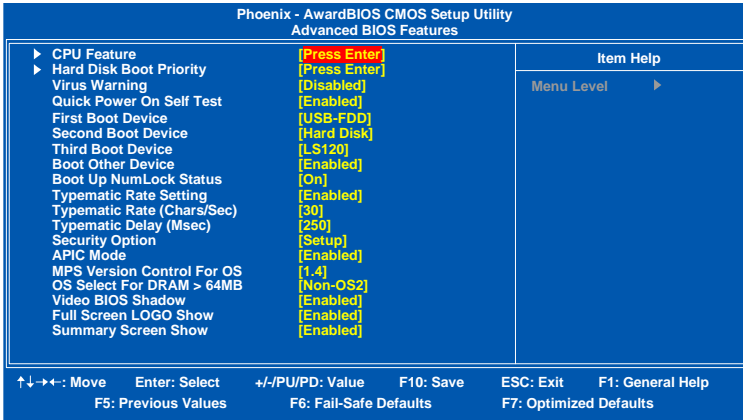 Phoenix - AwardBIOS CMOS Setup Utility
Advanced BIOS Features
CPU Feature [Press Enter]
Hard Disk Boot Priority [Press Enter]
Virus Warning [Disabled]
Quick Power On Self Test [Enabled]
First Boot Device [USB-FDD]
Second Boot Device [Hard Disk]
Third Boot Device [LS120]
Boot Other Device [Enabled]
Boot Up NumLock Status [On]
Typematic Rate Setting [Enabled]
Typematic Rate (Chars/Sec) [30]
Typematic Delay (Msec) [250]
Security Option [Setup]
APIC Mode [Enabled]
MPS Version Control For OS [1.4]
OS Select For DRAM > 64MB [Non-OS2]
Video BIOS Shadow [Enabled]
Full Screen LOGO Show [Enabled]
Summary Screen Show [Enabled]
Item Help
Menu Level
↑↓→←: Move Enter: Select +/-/PU/PD: Value F10: Save ESC: Exit F1: General Help
F5: Previous Values F6: Fail-Safe Defaults F7: Optimized Defaults